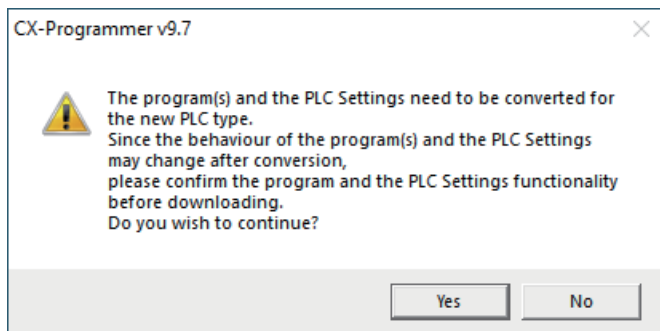 CX-Programmer v9.7
The program(s) and the PLC Settings need to be converted for
the new PLC type.
Since the behaviour of the program(s) and the PLC Settings
may change after conversion,
please confirm the program and the PLC Settings functionality
before downloading.
Do you wish to continue?
Yes
No